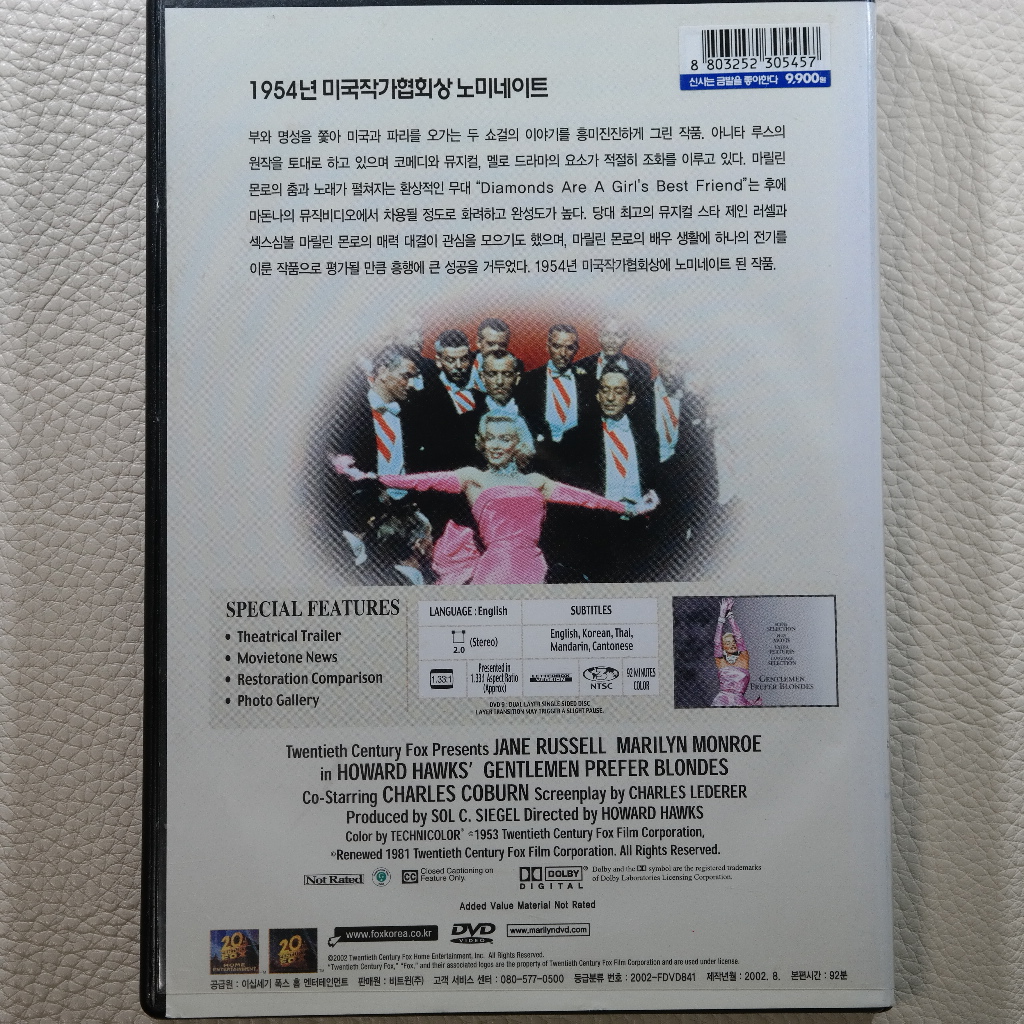 8 803252 305457
신사는 금발을 좋아한다 9,900원
1954년 미국작가협회상 노미네이트
부와 명성을 쫓아 미국과 파리를 오가는 두 쇼걸의 이야기를 흥미진진하게 그린 작품. 아니타 루스의
원작을 토대로 하고 있으며 코메디와 뮤지컬, 멜로 드라마의 요소가 적절히 조화를 이루고 있다. 마릴린
몬로의 춤과 노래가 펼쳐지는 환상적인 무대 “Diamonds Are A Girl's Best Friend”는 후에
마돈나의 뮤직비디오에서 차용될 정도로 화려하고 완성도가 높다. 당대 최고의 뮤지컬 스타 제인 러셀과
섹스심볼 마릴린 몬로의 매력 대결이 관심을 모으기도 했으며, 마릴린 몬로의 배우 생활에 하나의 전기를
이룬 작품으로 평가될 만큼 흥행에 큰 성공을 거두었다. 1954년 미국작가협회상에 노미네이트 된 작품.
SPECIAL FEATURES
• Theatrical Trailer
• Movietone News
• Restoration Comparison
• Photo Gallery
LANGUAGE : English
SUBTITLES
2.0 (Stereo)
English, Korean, Thai,
Mandarin, Cantonese
1.33:1
Presented in
1.33:1 Aspect Ratio
(Approx)
NTSC
92 MINUTES
COLOR
DVD 9 : DUAL LAYER SINGLE SIDED DISC
LAYER TRANSITION MAY TRIGGER A SLIGHT PAUSE.
SELECTION
FEATURES
LANGUAGE
SELECTION
GENTLEMEN
PREFER BLONDES
Twentieth Century Fox Presents JANE RUSSELL MARILYN MONROE
in HOWARD HAWKS' GENTLEMEN PREFER BLONDES
Co-Starring CHARLES COBURN Screenplay by CHARLES LEDERER
Produced by SOL C. SIEGEL Directed by HOWARD HAWKS
Color by TECHNICOLOR® ©1953 Twentieth Century Fox Film Corporation,
©Renewed 1981 Twentieth Century Fox Film Corporation. All Rights Reserved.
Not Rated
CC Closed Captioning on
Feature Only.
DOLBY®
DIGITAL
Dolby and the DD symbol are the registered trademarks
of Dolby Laboratories Licensing Corporation.
Added Value Material Not Rated
20
HOME
ENTERTAINMENT
20
www.foxkorea.co.kr
DVD
VIDEO
www.marilyndvd.com
©2002 Twentieth Century Fox Home Entertainment, Inc. All Rights Reserved.
"Twentieth Century Fox," "Fox," and their associated logos are the property of Twentieth Century Fox Film Corporation and are used under license.
공급원 : 이십세기 폭스 홈 엔터테인먼트 판매원 : 비트윈(주) 고객 서비스 센터 : 080-577-0500 등급분류 번호 : 2002-FDVD841 제작년월 : 2002. 8. 본편시간 : 92분